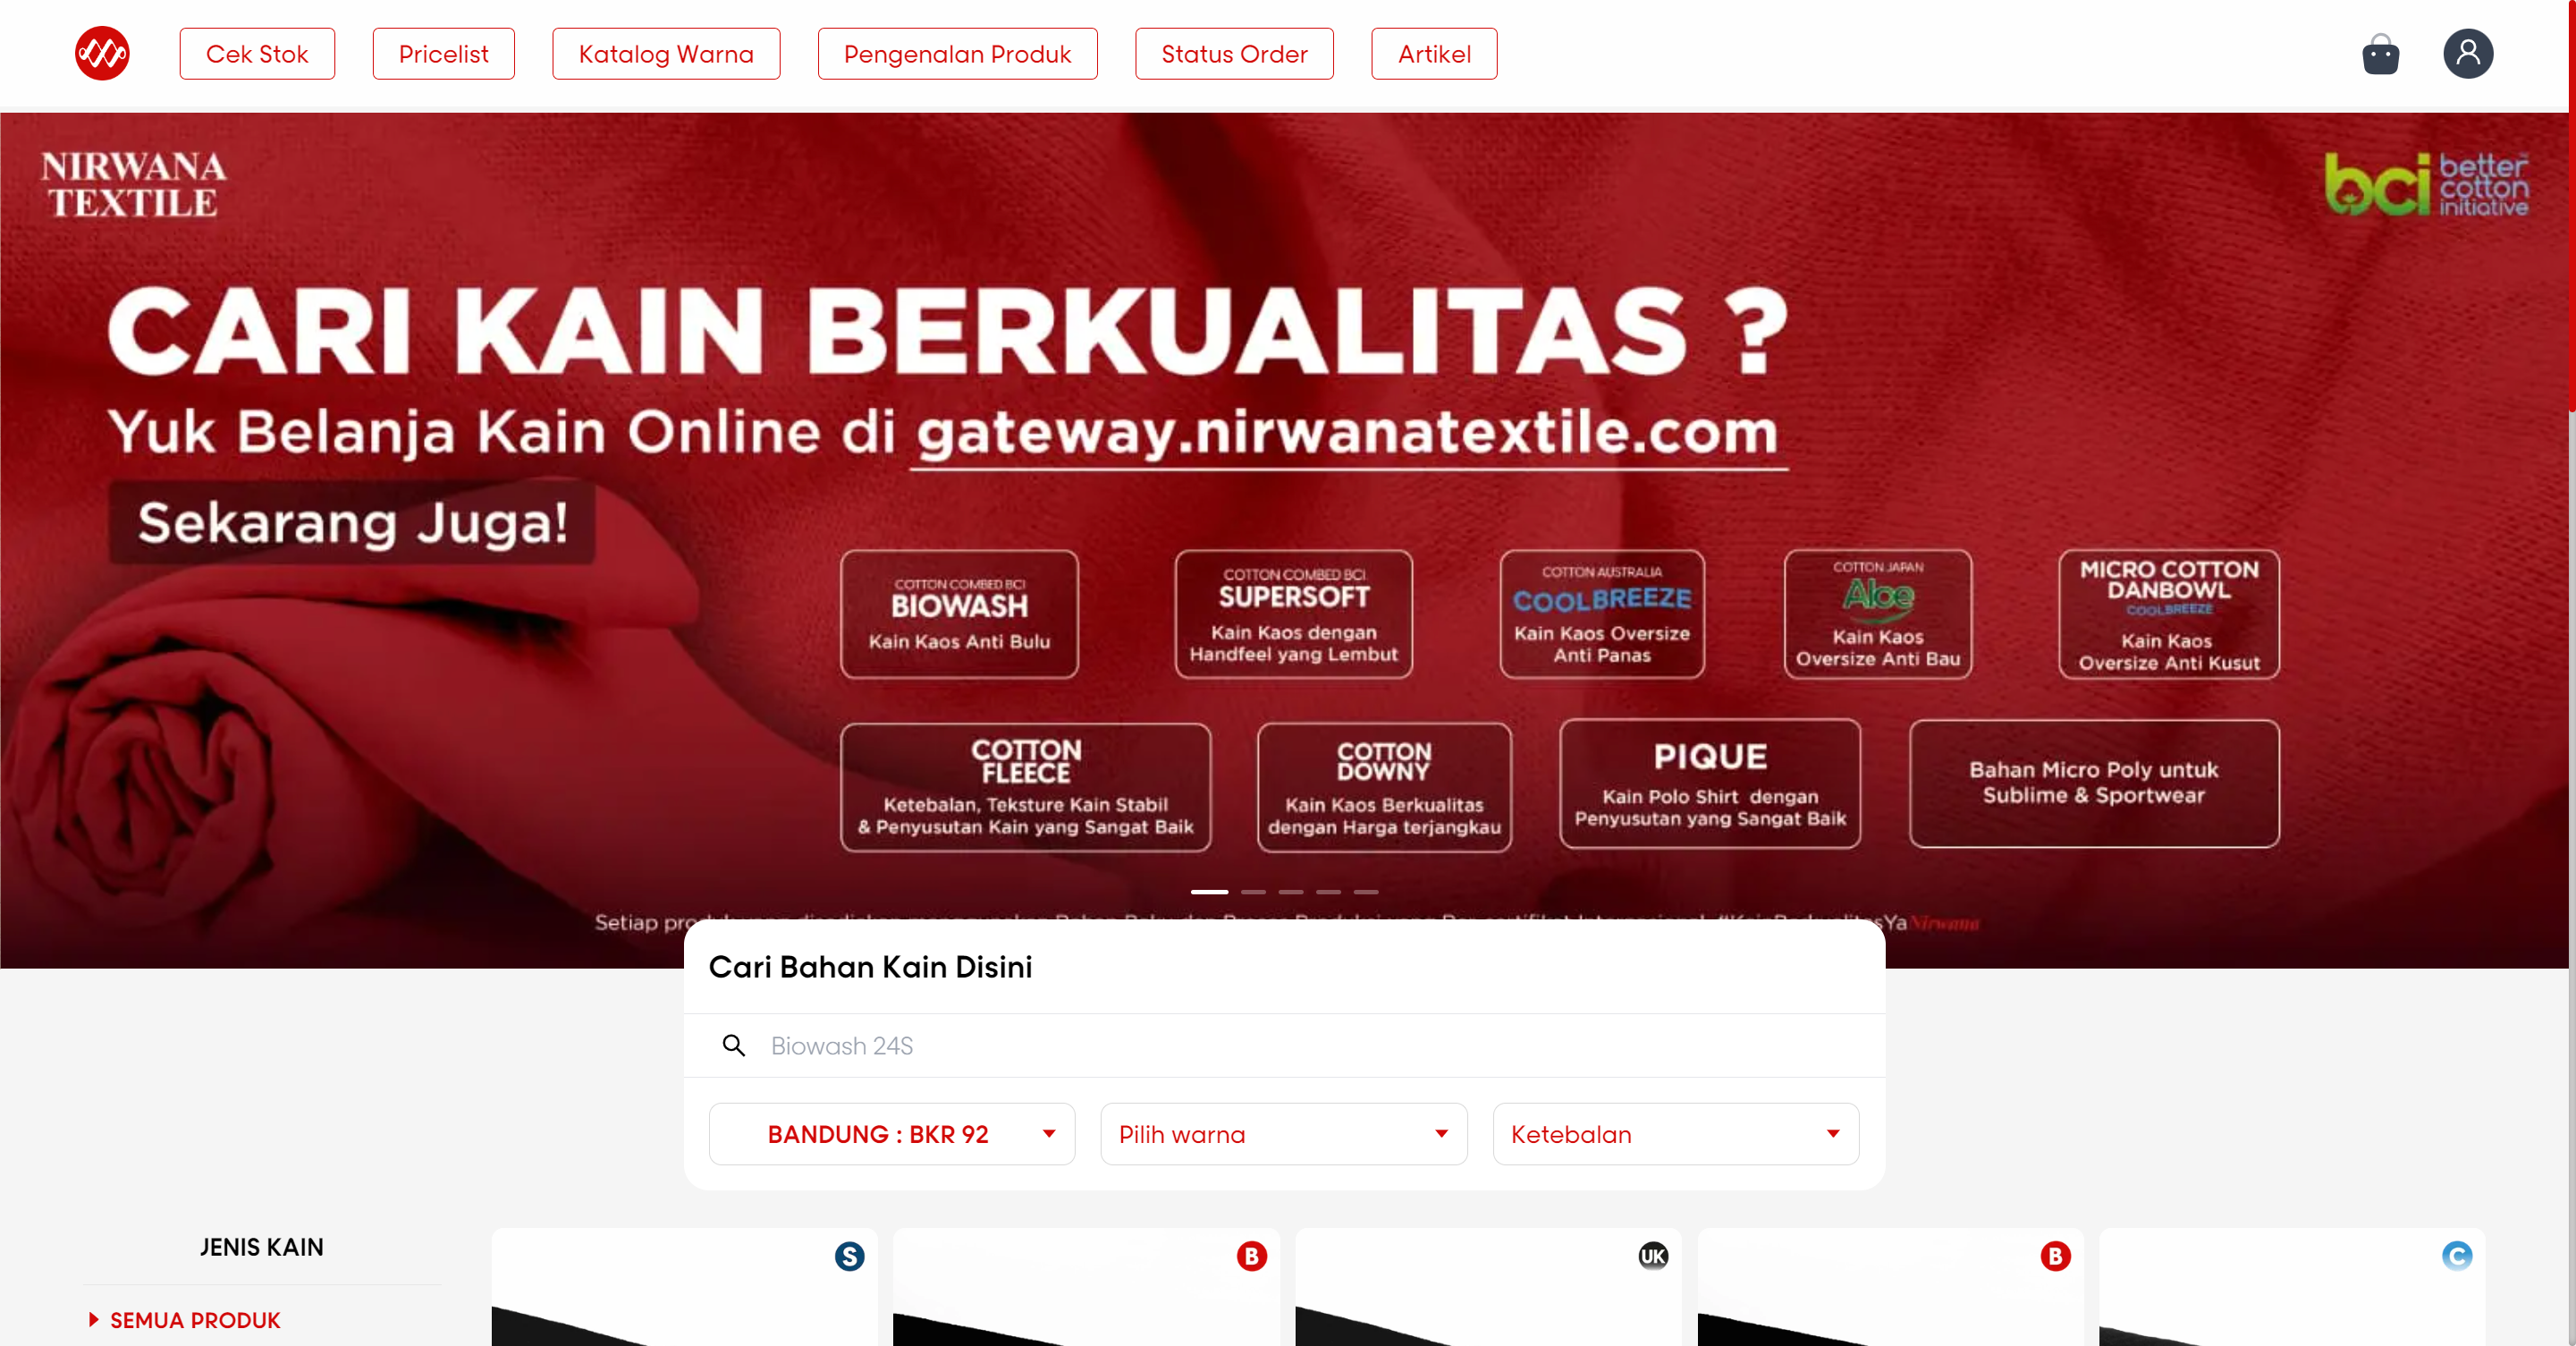 Cek Stok
Pricelist
Katalog Warna
Pengenalan Produk
Status Order
Artikel
NIRWANA
TEXTILE
bci better
cotton
initiative
CARI KAIN BERKUALITAS ?
Yuk Belanja Kain Online di gateway.nirwanatextile.com
Sekarang Juga!
COTTON COMBED BCI
BIOWASH
Kain Kaos Anti Bulu
COTTON COMBED BCI
SUPERSOFT
Kain Kaos dengan
Handfeel yang Lembut
COTTON AUSTRALIA
COOLBREEZE
Kain Kaos Oversize
Anti Panas
COTTON JAPAN
Aloe
Kain Kaos
Oversize Anti Bau
MICRO COTTON
DANBOWL
COOLBREEZE
Kain Kaos
Oversize Anti Kusut
COTTON
FLEECE
Ketebalan, Teksture Kain Stabil
& Penyusutan Kain yang Sangat Baik
COTTON
DOWNY
Kain Kaos Berkualitas
dengan Harga terjangkau
PIQUE
Kain Polo Shirt dengan
Penyusutan yang Sangat Baik
Bahan Micro Poly untuk
Sublime & Sportwear
Setiap Nirwana
Cari Bahan Kain Disini
Biowash 24S
BANDUNG : BKR 92
Pilih warna
Ketebalan
JENIS KAIN
SEMUA PRODUK
S
B
UK
B
C